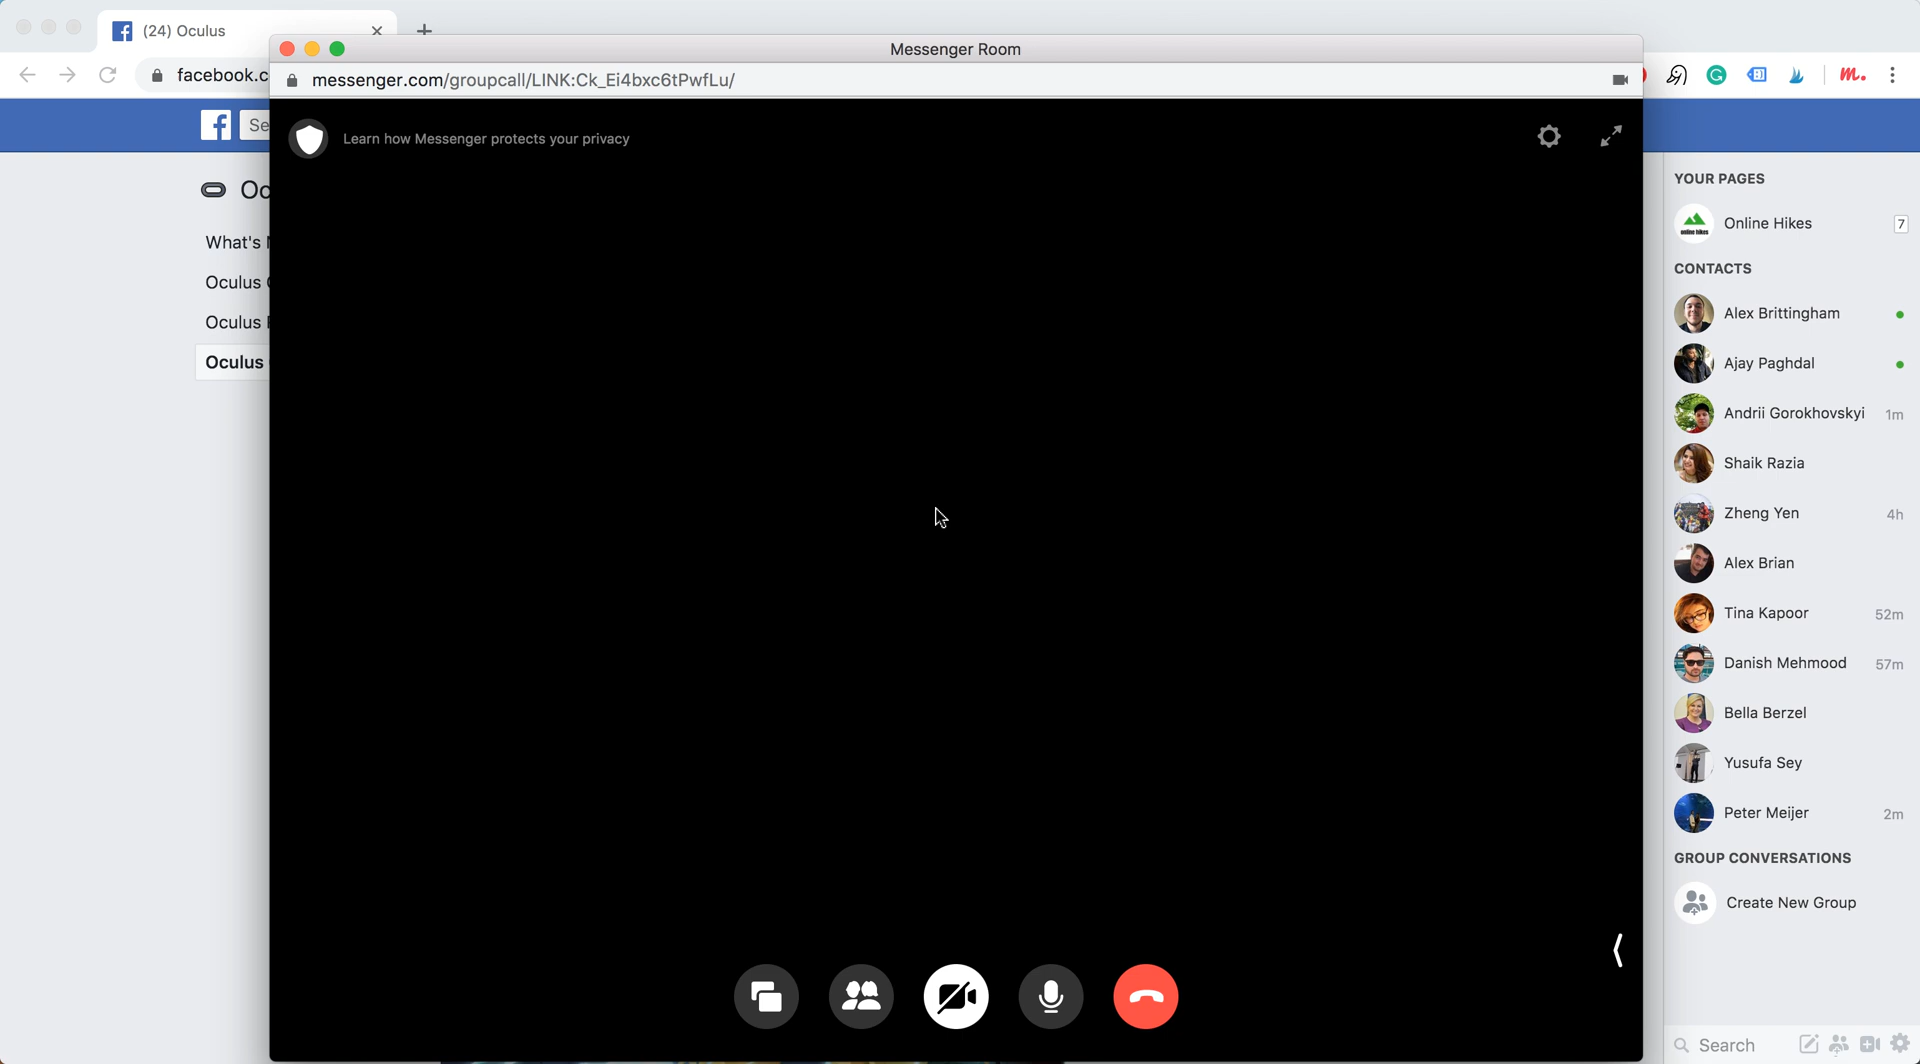 (24) Oculus
Messenger Room
facebook.c
messenger.com/groupcall/LINK:Ck_Ei4bxc6tPwfLu/
m.
Se
Learn how Messenger protects your privacy
Oc
What's
Oculus
Oculus
Oculus
YOUR PAGES
online hikes
Online Hikes
7
CONTACTS
Alex Brittingham
Ajay Paghdal
Andrii Gorokhovskyi 1m
Shaik Razia
Zheng Yen 4h
Alex Brian
Tina Kapoor 52m
Danish Mehmood 57m
Bella Berzel
Yusufa Sey
Peter Meijer 2m
GROUP CONVERSATIONS
Create New Group
Search